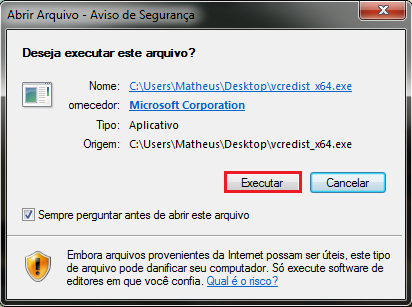 Abrir Arquivo - Aviso de Segurança
Deseja executar este arquivo?
Nome: C:\Users\Matheus\Desktop\vcredist_x64.exe
ornecedor: Microsoft Corporation
Tipo: Aplicativo
Origem: C:\Users\Matheus\Desktop\vcredist_x64.exe
Executar Cancelar
Sempre perguntar antes de abrir este arquivo
Embora arquivos provenientes da Internet possam ser úteis, este tipo
de arquivo pode danificar seu computador. Só execute software de
editores em que você confia. Qual é o risco?